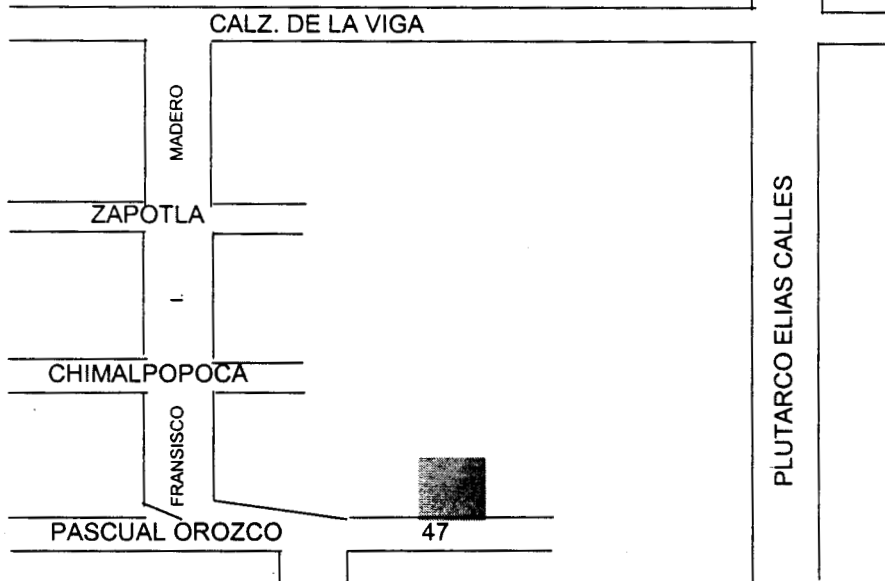 CALZ. DE LA VIGA
MADERO
ZAPOTLA
I.
CHIMALPOPOCA
FRANSISCO
PASCUAL OROZCO
47
PLUTARCO ELIAS CALLES